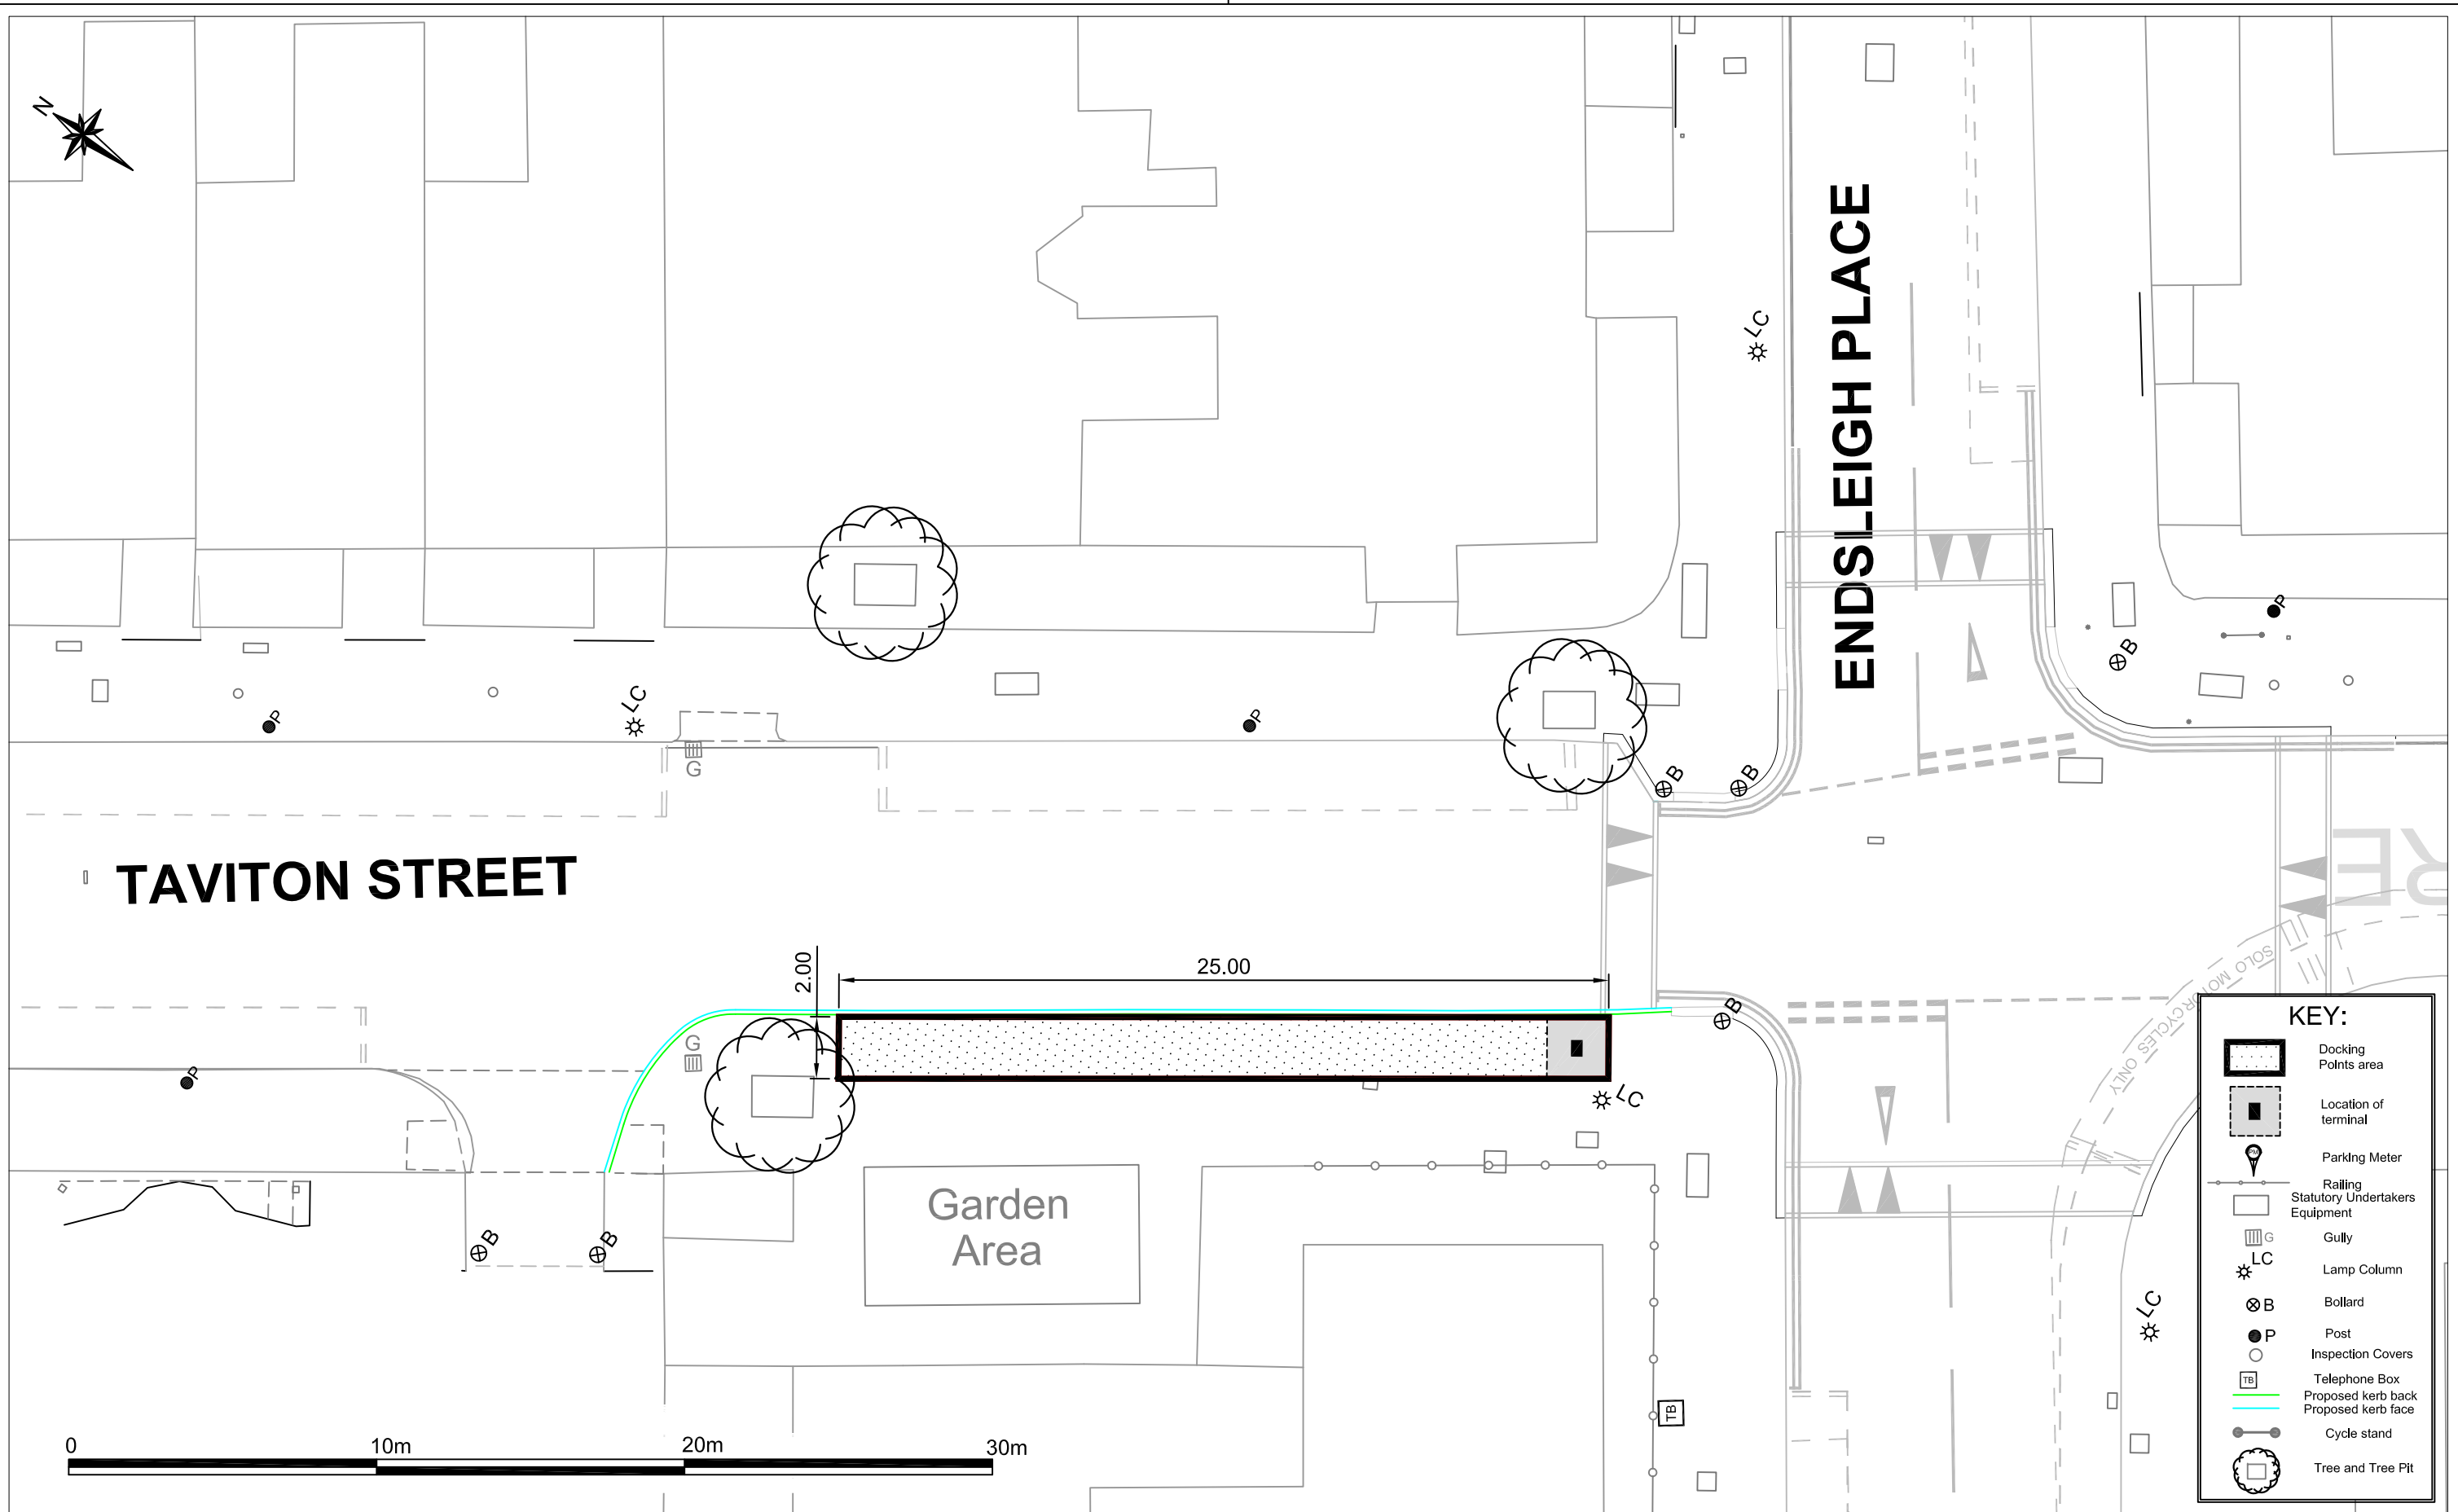 N
ENDSLEIGH PLACE
LC
LC
P
P
P
B
B
B
G
TAVITON STREET
RE
2.00
25.00
SOLO MOTORCYCLES ONLY
G
B
P
LC
B
B
Garden
Area
LC
TB
0
10m
20m
30m
KEY:
Docking
Points area
Location of
terminal
PM
Parking Meter
Railing
Statutory Undertakers
Equipment
G
Gully
LC
Lamp Column
B
Bollard
P
Post
Inspection Covers
TB
Telephone Box
Proposed kerb back
Proposed kerb face
Cycle stand
Tree and Tree Pit